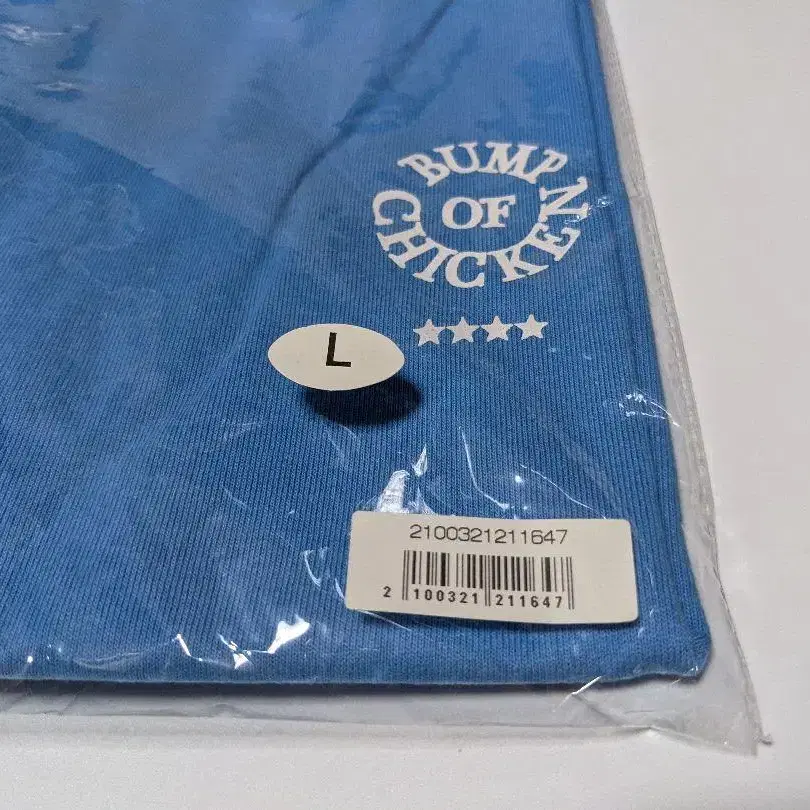 BUMP
OF
CHICKEN
L
2100321211647
2 100321 211647